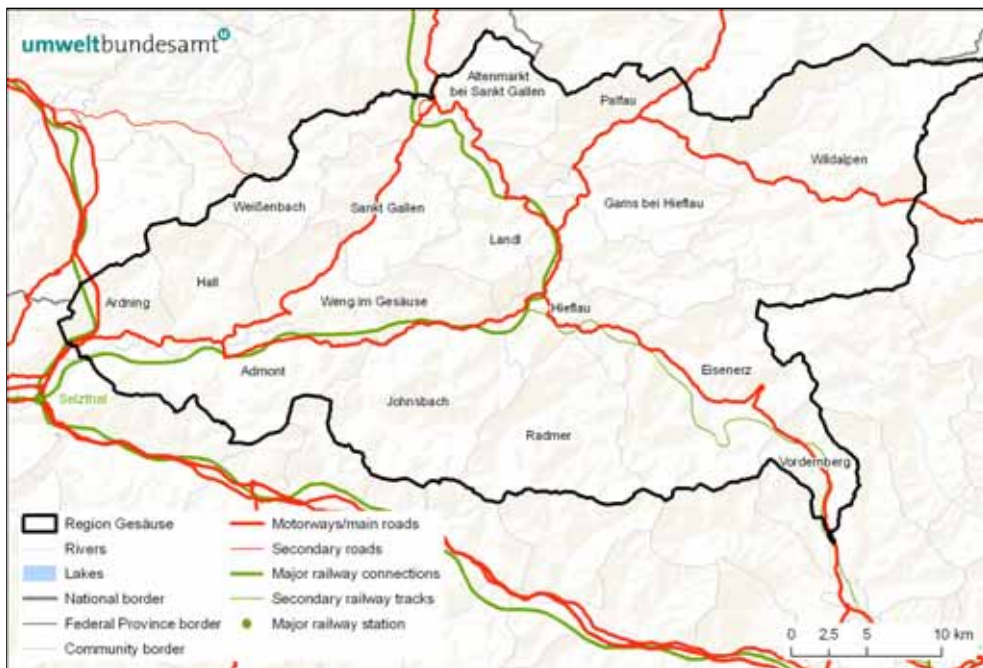 umweltbundesamt
Altenmarkt
bei Sankt Gallen
Palfau
Wildalpen
Weißenbach
Sankt Gallen
Gams bei Hieflau
Landl
Hall
Ardning
Weng im Gesäuse
Hieflau
Admont
Eisenerz
Selzthal
Johnsbach
Radmer
Vordernberg
Region Gesäuse
Rivers
Lakes
National border
Federal Province border
Community border
Motorways/main roads
Secondary roads
Major railway connections
Secondary railway tracks
Major railway station
0 2.5 5 10 km